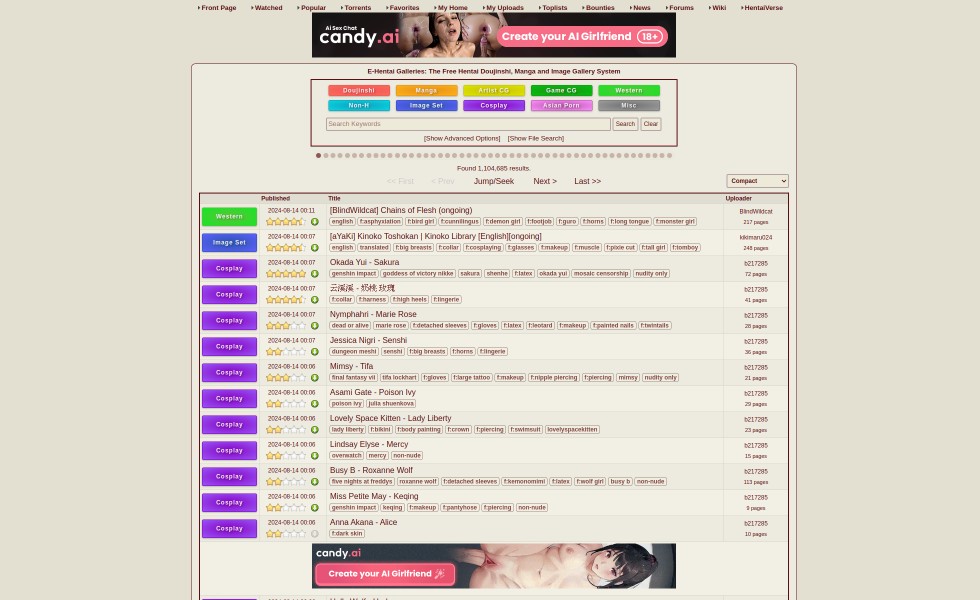 Front Page Watched Popular Torrents Favorites My Home My Uploads Toplists Bounties News Forums Wiki HentaiVerse
Ai Sex Chat
candy.ai Create your AI Girlfriend 18+
E-Hentai Galleries: The Free Hentai Doujinshi, Manga and Image Gallery System
Doujinshi Manga Artist CG Game CG Western
Non-H Image Set Cosplay Asian Porn Misc
Search Keywords Search Clear
[Show Advanced Options] [Show File Search]
Found 1,104,685 results.
<< First < Prev Jump/Seek Next > Last >> Compact
Published Title Uploader
Western 2024-08-14 00:11 [BlindWildcat] Chains of Flesh (ongoing) BlindWildcat
english f:asphyxiation f:bird girl f:cunnilingus f:demon girl f:footjob f:guro f:horns f:long tongue f:monster girl 217 pages
Image Set 2024-08-14 00:07 [aYaKi] Kinoko Toshokan | Kinoko Library [English][ongoing] kikimaru024
english translated f:big breasts f:collar f:cosplaying f:glasses f:makeup f:muscle f:pixie cut f:tall girl f:tomboy 248 pages
Cosplay 2024-08-14 00:07 Okada Yui - Sakura b217285
genshin impact goddess of victory nikke sakura shenhe f:latex okada yui mosaic censorship nudity only 72 pages
Cosplay 2024-08-14 00:07 云溪溪 - 奶桃 玫瑰 b217285
f:collar f:harness f:high heels f:lingerie 41 pages
Cosplay 2024-08-14 00:07 Nymphahri - Marie Rose b217285
dead or alive marie rose f:detached sleeves f:gloves f:latex f:leotard f:makeup f:painted nails f:twintails 28 pages
Cosplay 2024-08-14 00:07 Jessica Nigri - Senshi b217285
dungeon meshi senshi f:big breasts f:horns f:lingerie 36 pages
Cosplay 2024-08-14 00:06 Mimsy - Tifa b217285
final fantasy vii tifa lockhart f:gloves f:large tattoo f:makeup f:nipple piercing f:piercing mimsy nudity only 21 pages
Cosplay 2024-08-14 00:06 Asami Gate - Poison Ivy b217285
poison ivy julia shuenkova 29 pages
Cosplay 2024-08-14 00:06 Lovely Space Kitten - Lady Liberty b217285
lady liberty f:bikini f:body painting f:crown f:piercing f:swimsuit lovelyspacekitten 23 pages
Cosplay 2024-08-14 00:06 Lindsay Elyse - Mercy b217285
overwatch mercy non-nude 15 pages
Cosplay 2024-08-14 00:06 Busy B - Roxanne Wolf b217285
five nights at freddys roxanne wolf f:detached sleeves f:kemonomimi f:latex f:wolf girl busy b non-nude 113 pages
Cosplay 2024-08-14 00:06 Miss Petite May - Keqing b217285
genshin impact keqing f:makeup f:pantyhose f:piercing non-nude 9 pages
Cosplay 2024-08-14 00:06 Anna Akana - Alice b217285
f:dark skin 10 pages
candy.ai
Create your AI Girlfriend